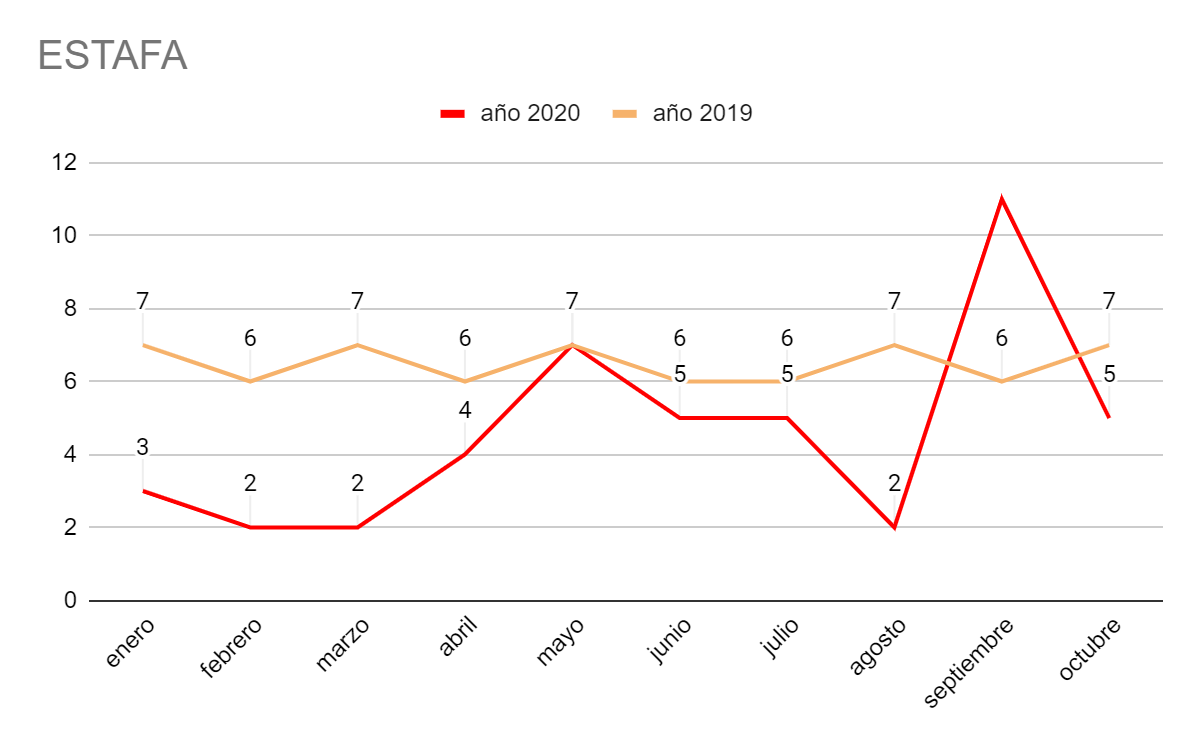 ESTAFA
año 2020 año 2019
12
10
8
6
4
2
0
7 6 7 6 7 6 6 7 6 7
3 2 2 4 5 5 2 5
enero febrero marzo abril mayo junio julio agosto septiembre octubre